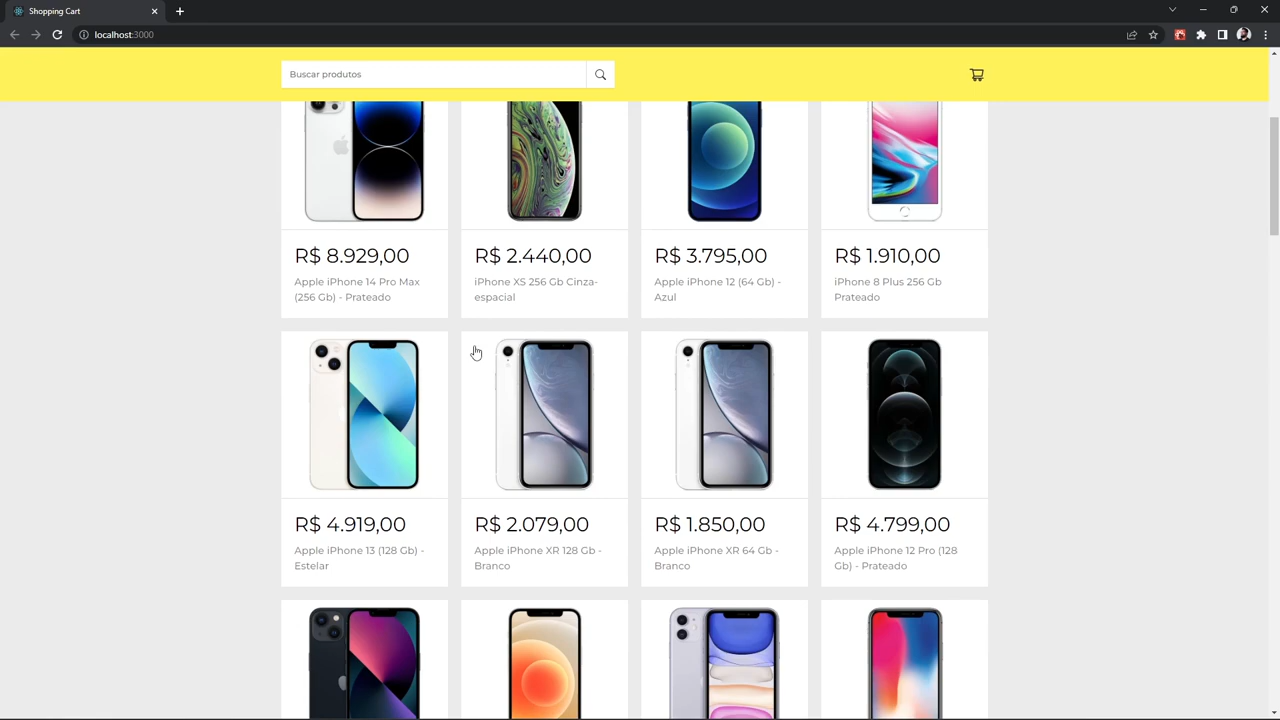 Shopping Cart
localhost:3000
Buscar produtos
R$ 8.929,00
Apple iPhone 14 Pro Max
(256 Gb) - Prateado
R$ 2.440,00
iPhone XS 256 Gb Cinza-
espacial
R$ 3.795,00
Apple iPhone 12 (64 Gb) -
Azul
R$ 1.910,00
iPhone 8 Plus 256 Gb
Prateado
R$ 4.919,00
Apple iPhone 13 (128 Gb) -
Estelar
R$ 2.079,00
Apple iPhone XR 128 Gb -
Branco
R$ 1.850,00
Apple iPhone XR 64 Gb -
Branco
R$ 4.799,00
Apple iPhone 12 Pro (128
Gb) - Prateado